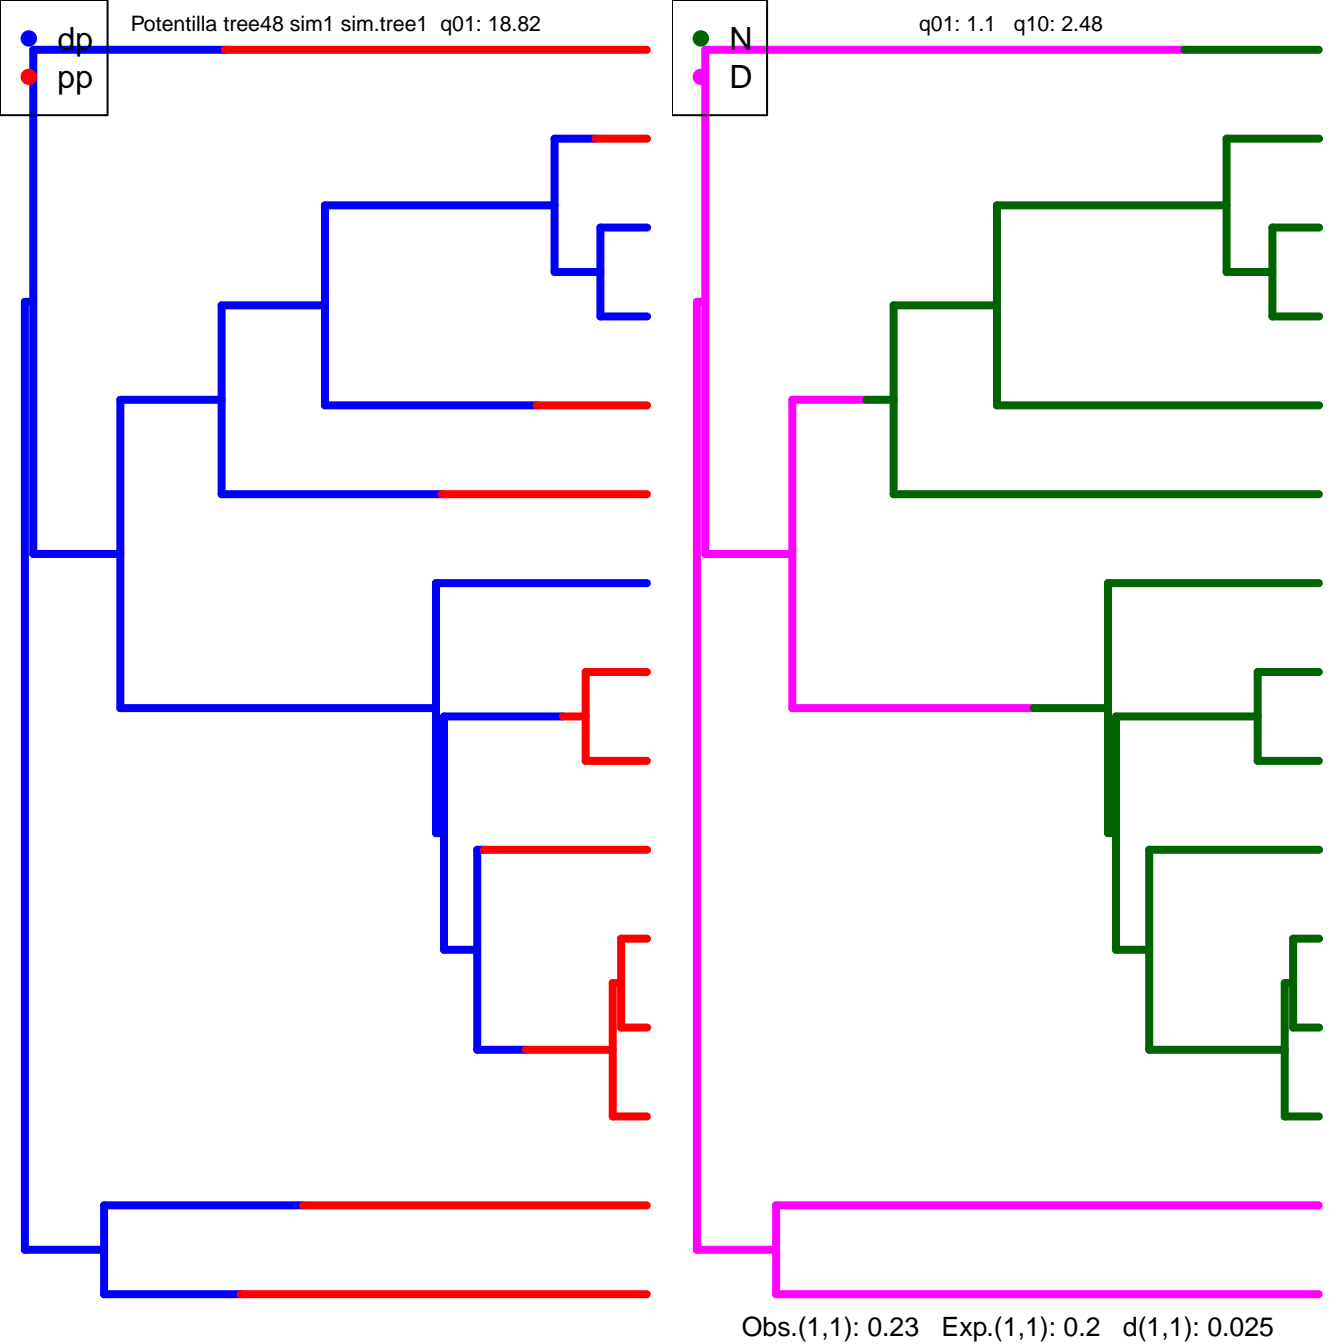 Potentilla tree48 sim1 sim.tree1 q01: 18.82
dp
pp
q01: 1.1 q10: 2.48
N
D
Obs.(1,1): 0.23 Exp.(1,1): 0.2 d(1,1): 0.025